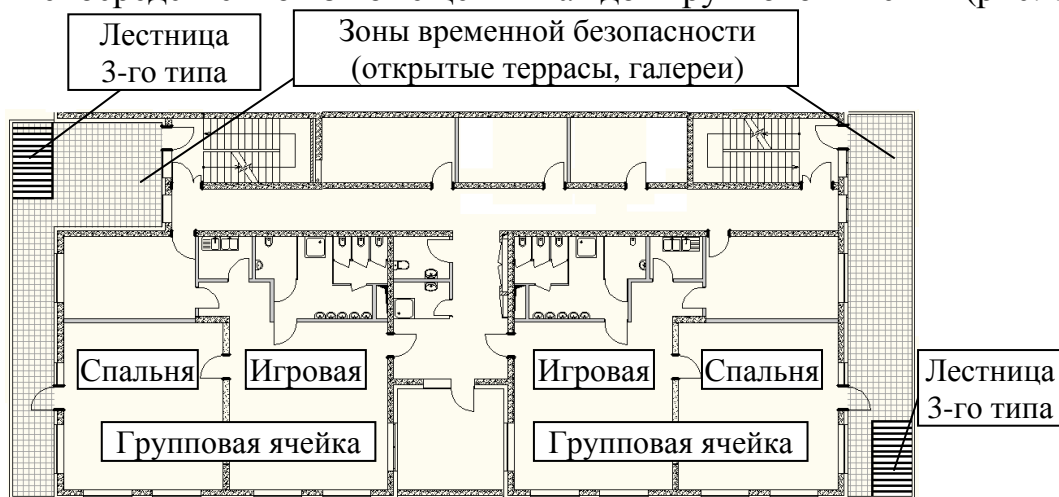 Лестница
3-го типа
Зоны временной безопасности
(открытые террасы, галереи)
Спальня
Игровая
Игровая
Спальня
Групповая ячейка
Групповая ячейка
Лестница
3-го типа